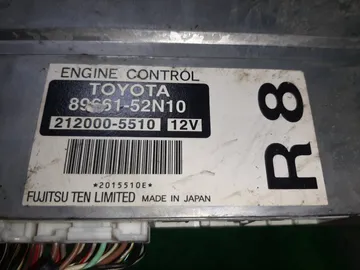 ENGINE CONTROL
TOYOTA
89661-52N10
212000-5510 12V
*2015510E*
FUJITSU TEN LIMITED MADE IN JAPAN
R8